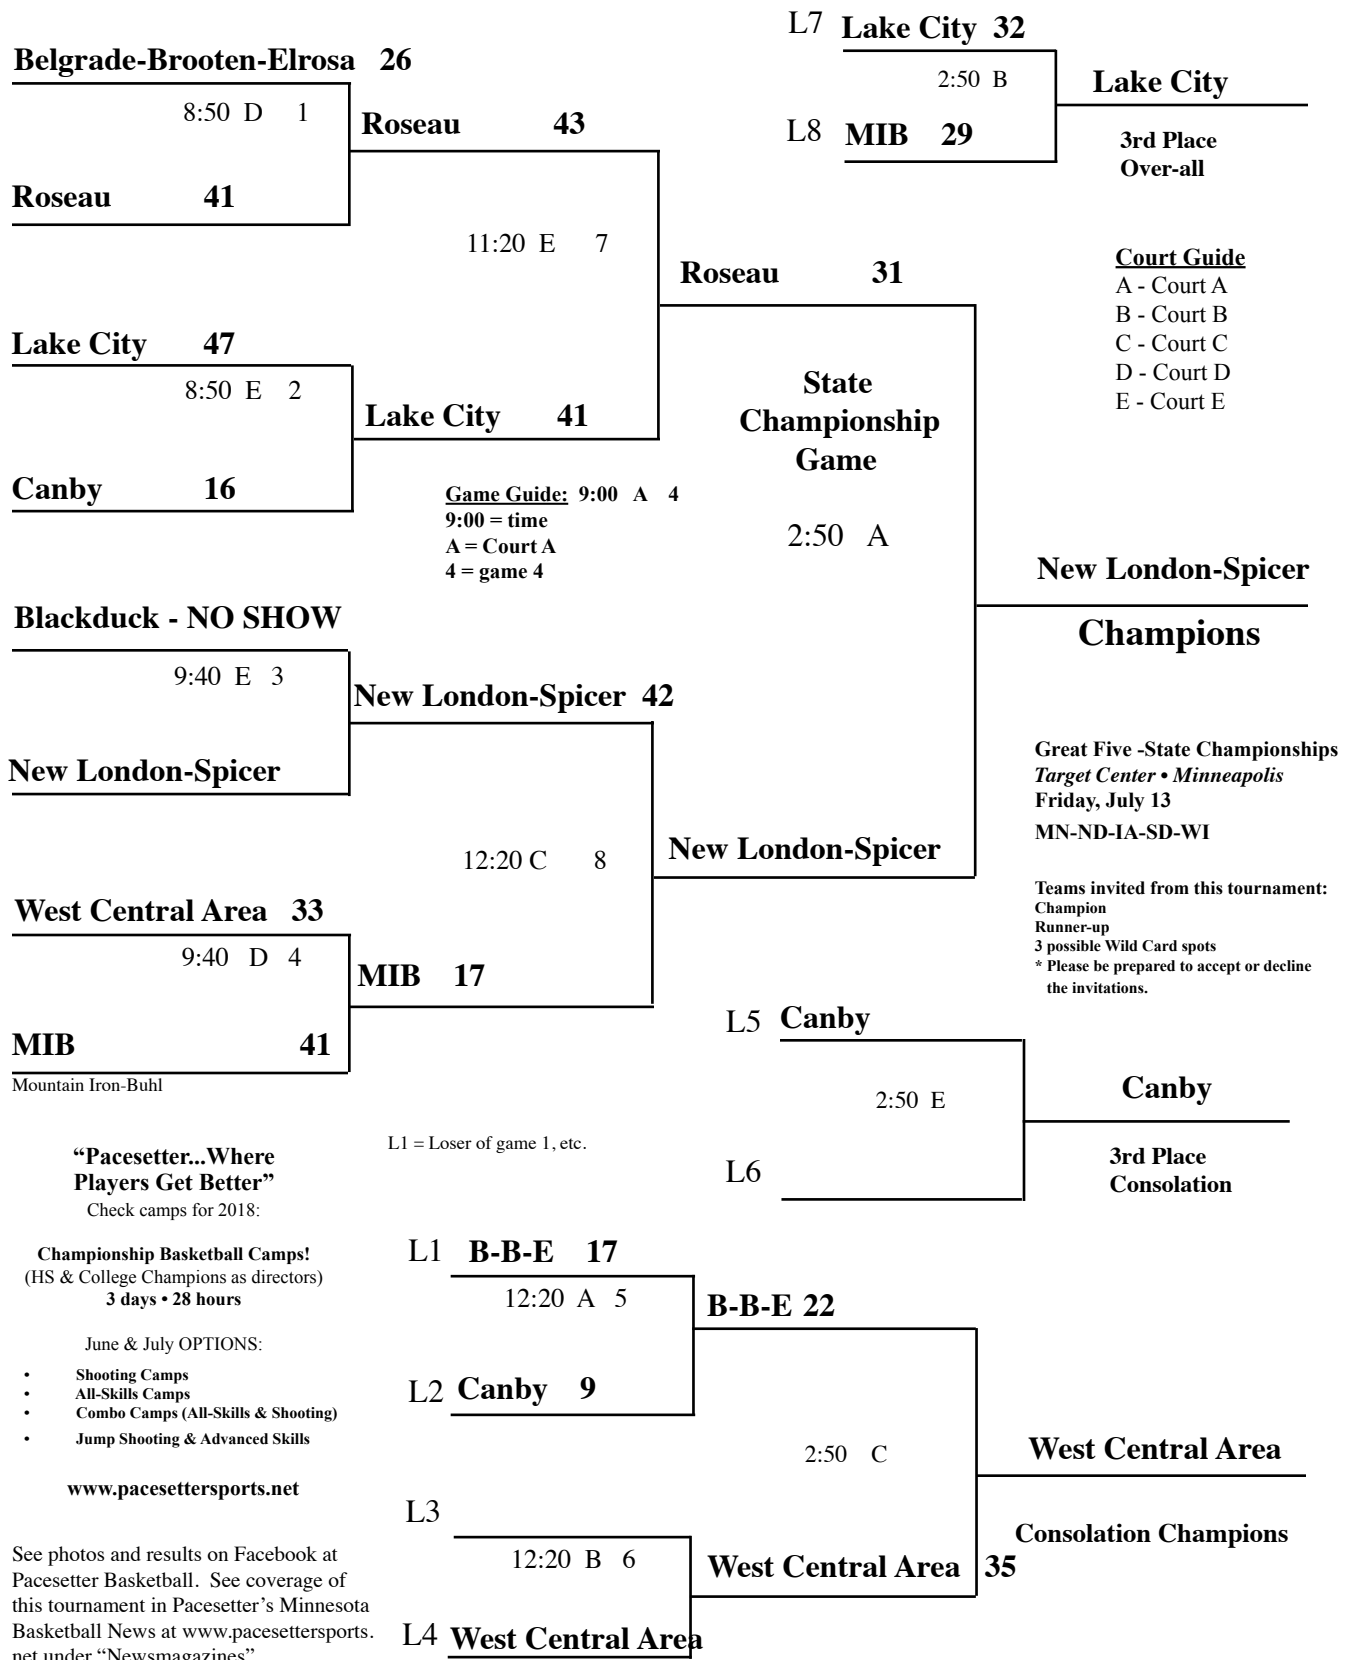 Belgrade-Brooten-Elrosa 26
8:50 D 1
Roseau 41
Roseau 43
11:20 E 7
Lake City 47
8:50 E 2
Canby 16
Lake City 41
Game Guide: 9:00 A 4
9:00 = time
A = Court A
4 = game 4
Roseau 31
State
Championship
Game
2:50 A
L7 Lake City 32
2:50 B
L8 MIB 29
Lake City
3rd Place
Over-all
Court Guide
A - Court A
B - Court B
C - Court C
D - Court D
E - Court E
New London-Spicer
Champions
Blackduck - NO SHOW
9:40 E 3
New London-Spicer
New London-Spicer 42
12:20 C 8
New London-Spicer
West Central Area 33
9:40 D 4
MIB 41
Mountain Iron-Buhl
MIB 17
Great Five -State Championships
Target Center • Minneapolis
Friday, July 13
MN-ND-IA-SD-WI
Teams invited from this tournament:
Champion
Runner-up
3 possible Wild Card spots
* Please be prepared to accept or decline
the invitations.
L5 Canby
2:50 E
L6
Canby
3rd Place
Consolation
L1 = Loser of game 1, etc.
“Pacesetter...Where
Players Get Better”
Check camps for 2018:
Championship Basketball Camps!
(HS & College Champions as directors)
3 days • 28 hours
June & July OPTIONS:
• Shooting Camps
• All-Skills Camps
• Combo Camps (All-Skills & Shooting)
• Jump Shooting & Advanced Skills
www.pacesettersports.net
See photos and results on Facebook at
Pacesetter Basketball. See coverage of
this tournament in Pacesetter’s Minnesota
Basketball News at www.pacesettersports.
net under “Newsmagazines”
L1 B-B-E 17
12:20 A 5
L2 Canby 9
B-B-E 22
2:50 C
L3
12:20 B 6
L4 West Central Area
West Central Area 35
West Central Area
Consolation Champions